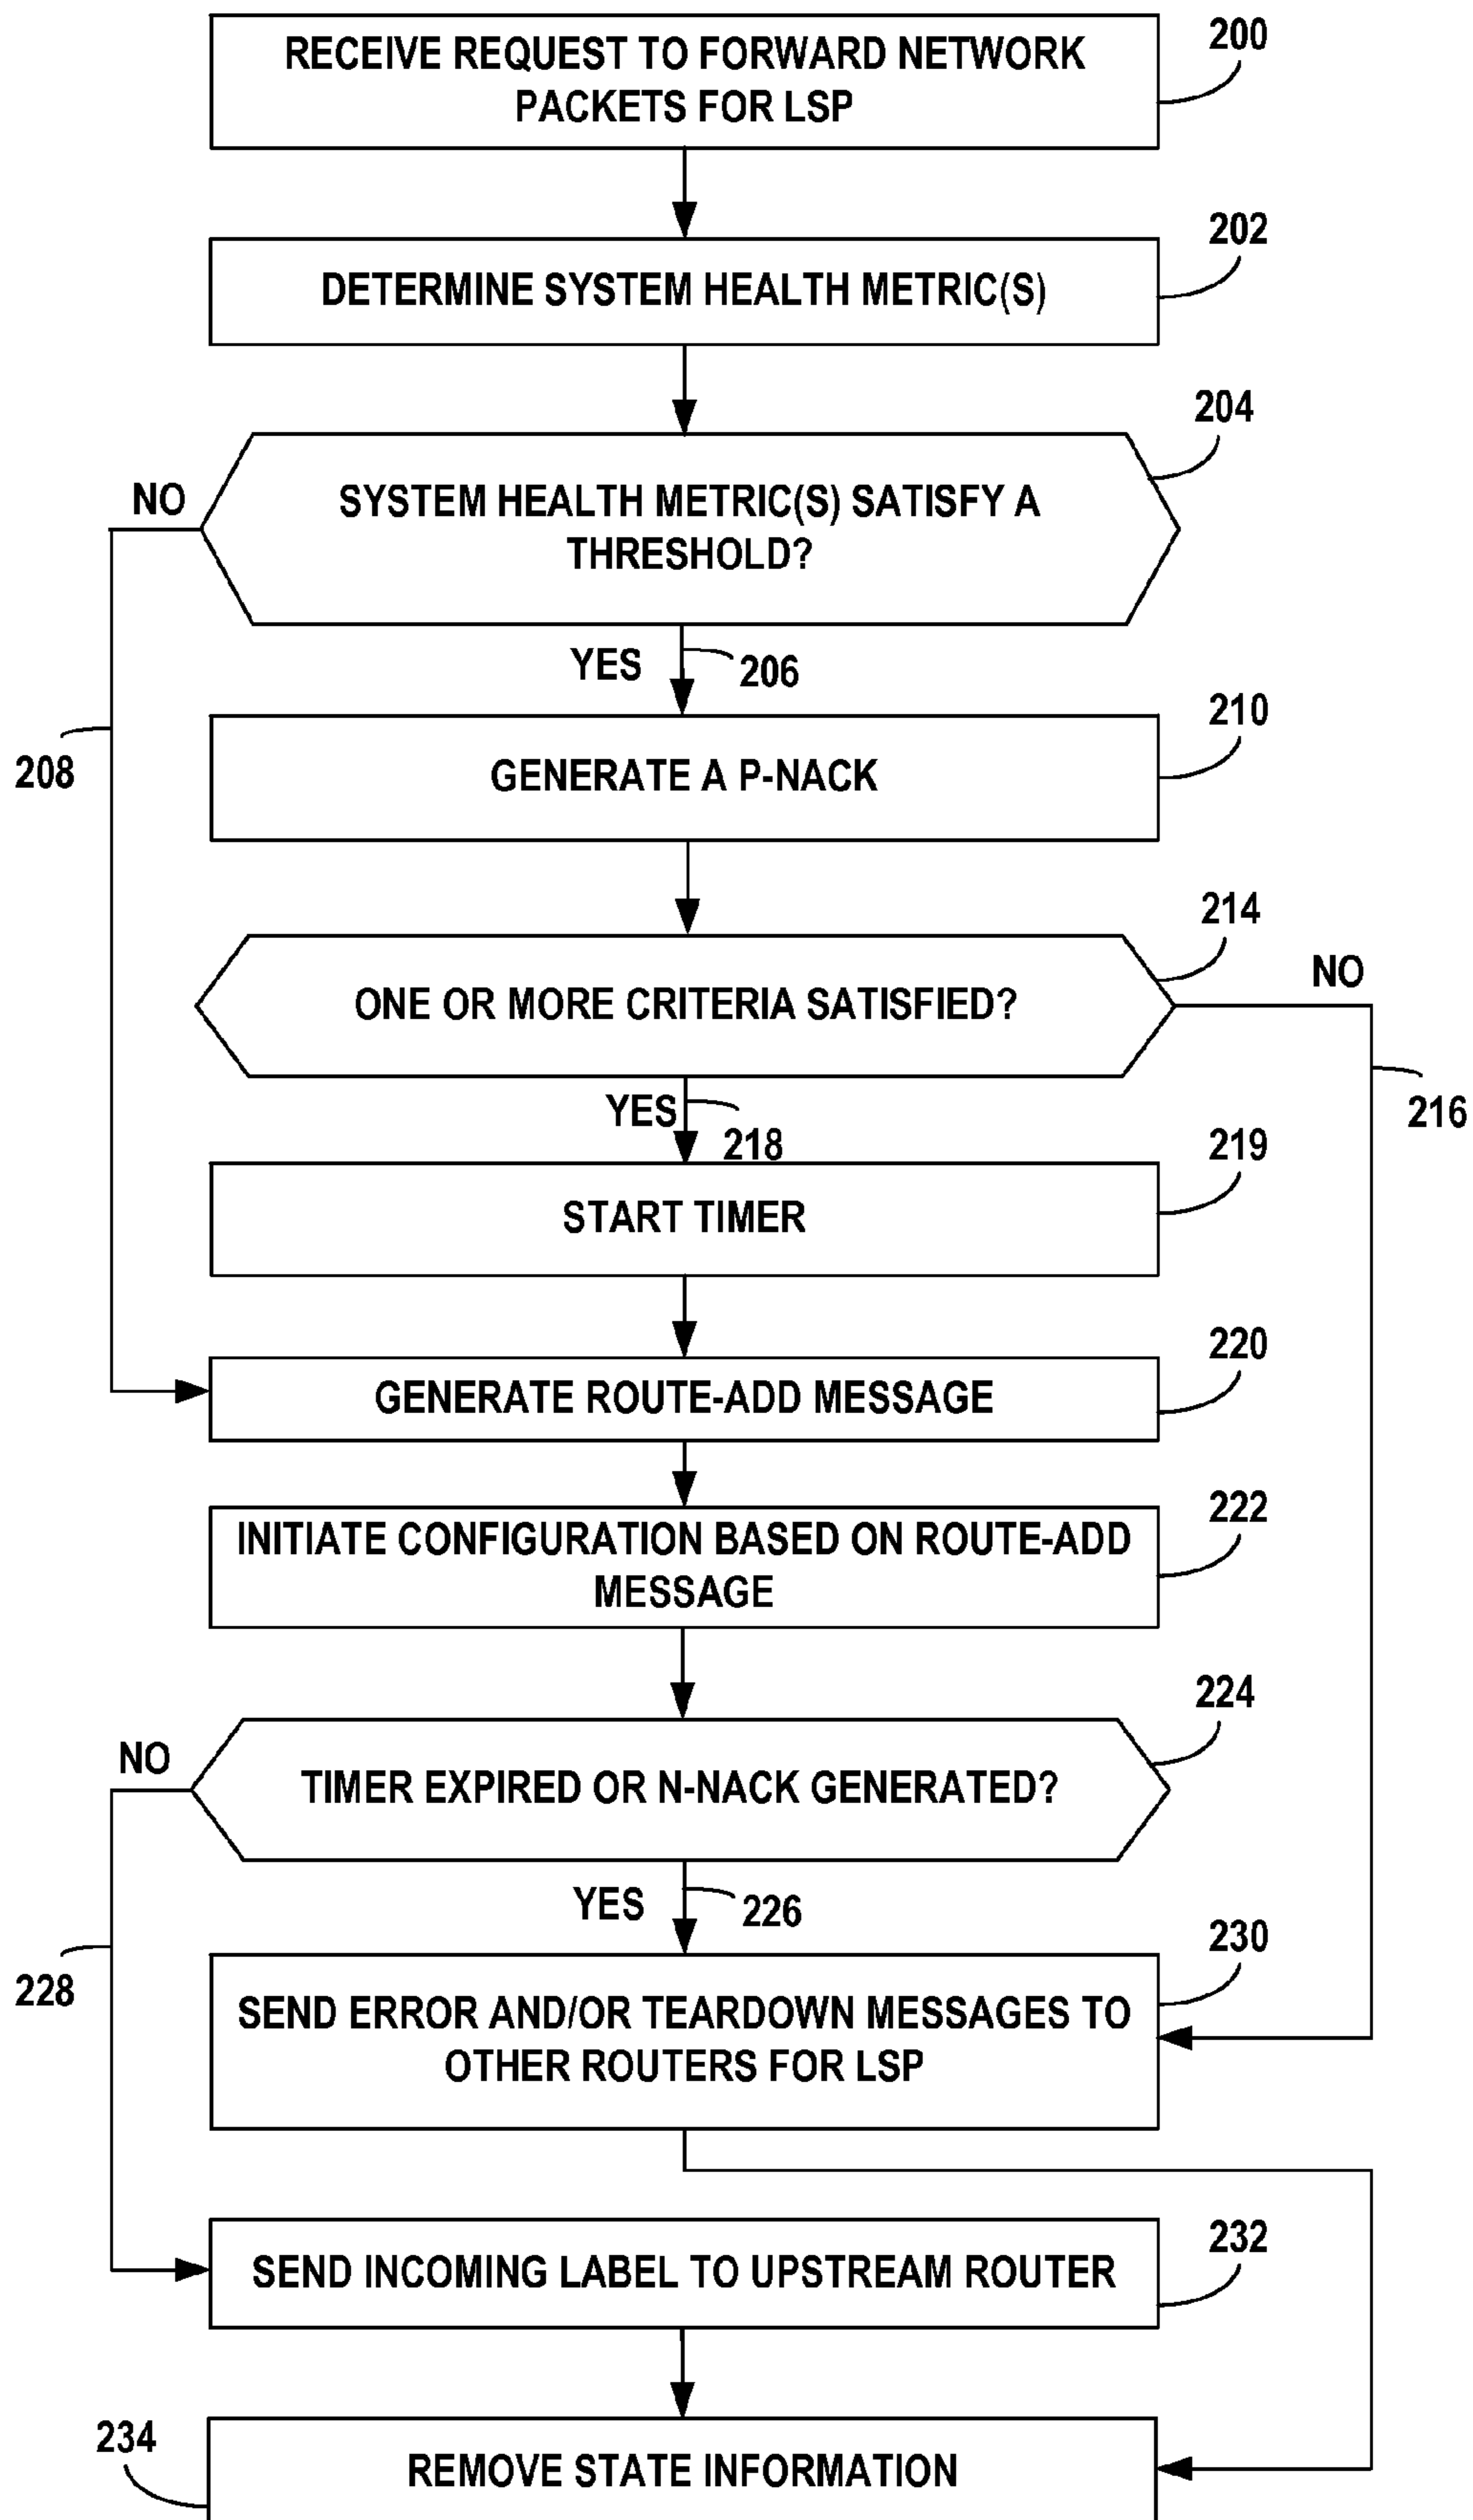 RECEIVE REQUEST TO FORWARD NETWORK
PACKETS FOR LSP
200
DETERMINE SYSTEM HEALTH METRIC(S)
202
SYSTEM HEALTH METRIC(S) SATISFY A
THRESHOLD?
204
NO
YES
206
208
GENERATE A P-NACK
210
ONE OR MORE CRITERIA SATISFIED?
214
NO
216
YES
218
START TIMER
219
GENERATE ROUTE-ADD MESSAGE
220
INITIATE CONFIGURATION BASED ON ROUTE-ADD
MESSAGE
222
TIMER EXPIRED OR N-NACK GENERATED?
224
NO
YES
226
228
SEND ERROR AND/OR TEARDOWN MESSAGES TO
OTHER ROUTERS FOR LSP
230
SEND INCOMING LABEL TO UPSTREAM ROUTER
232
REMOVE STATE INFORMATION
234